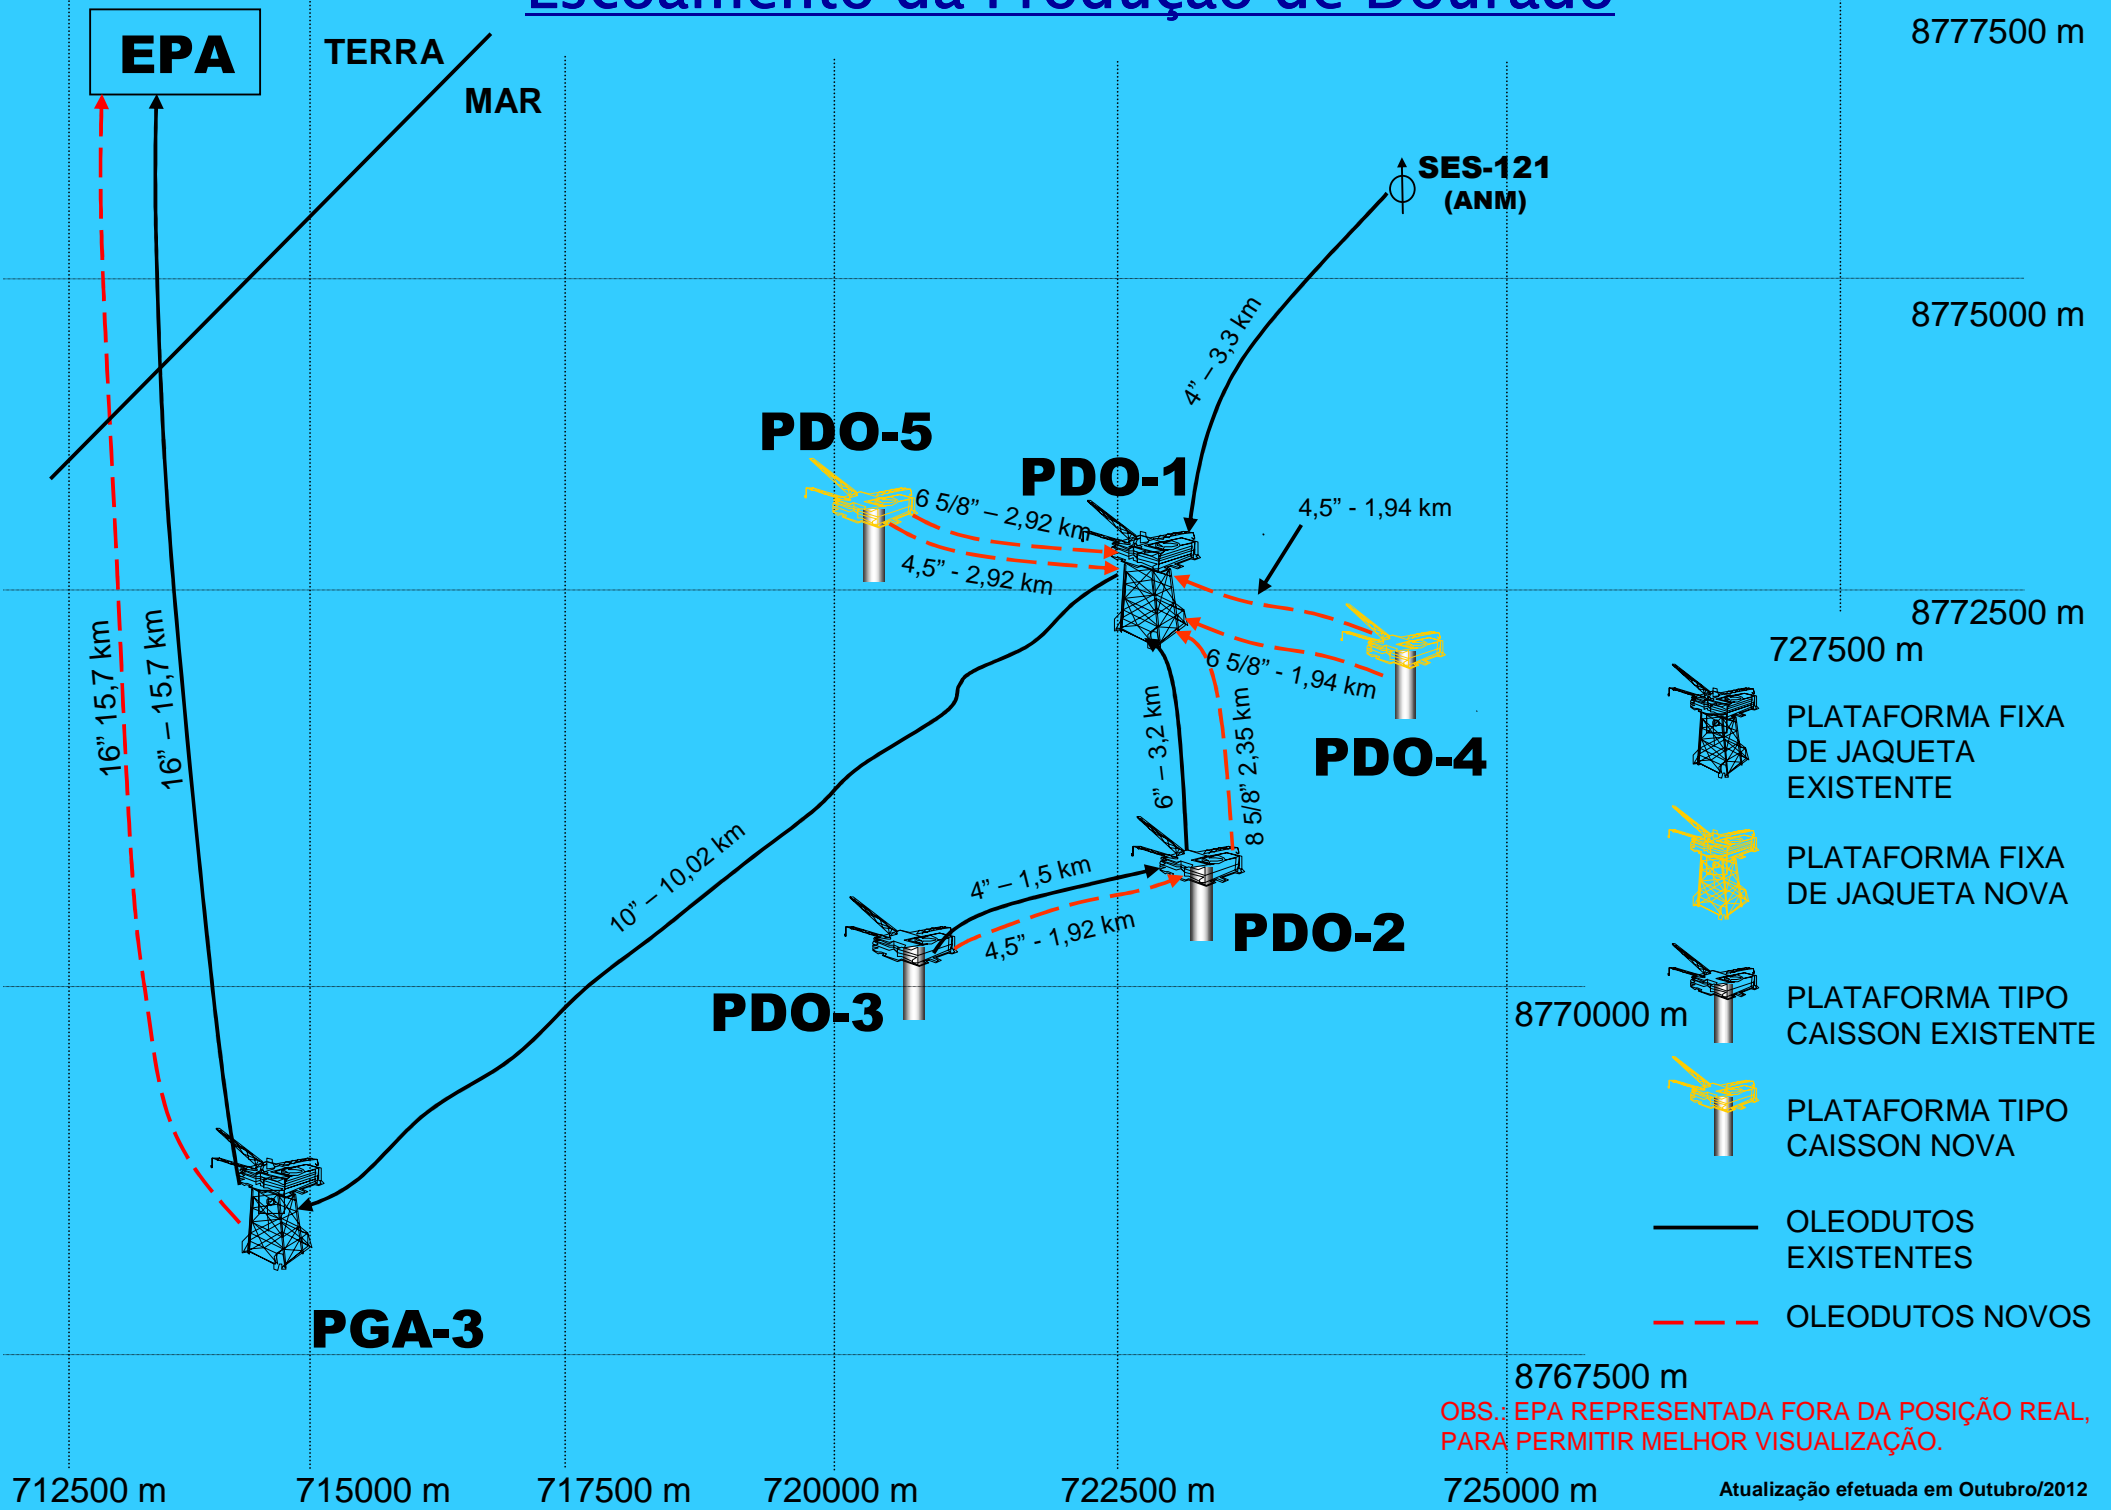 Escoamento da Produção de Dourado
8777500 m
EPA
TERRA
MAR
SES-121
(ANM)
8775000 m
4” – 3,3 km
PDO-5
PDO-1
6 5/8” – 2,92 km
4,5” - 2,92 km
4,5” - 1,94 km
8772500 m
727500 m
6 5/8” - 1,94 km
PDO-4
16” 15,7 km
16” – 15,7 km
6” – 3,2 km
8 5/8” 2,35 km
10” – 10,02 km
4” – 1,5 km
4,5” - 1,92 km
PDO-2
PDO-3
8770000 m
PGA-3
PLATAFORMA FIXA
DE JAQUETA
EXISTENTE
PLATAFORMA FIXA
DE JAQUETA NOVA
PLATAFORMA TIPO
CAISSON EXISTENTE
PLATAFORMA TIPO
CAISSON NOVA
OLEODUTOS
EXISTENTES
OLEODUTOS NOVOS
8767500 m
OBS.: EPA REPRESENTADA FORA DA POSIÇÃO REAL,
PARA PERMITIR MELHOR VISUALIZAÇÃO.
712500 m
715000 m
717500 m
720000 m
722500 m
725000 m
Atualização efetuada em Outubro/2012